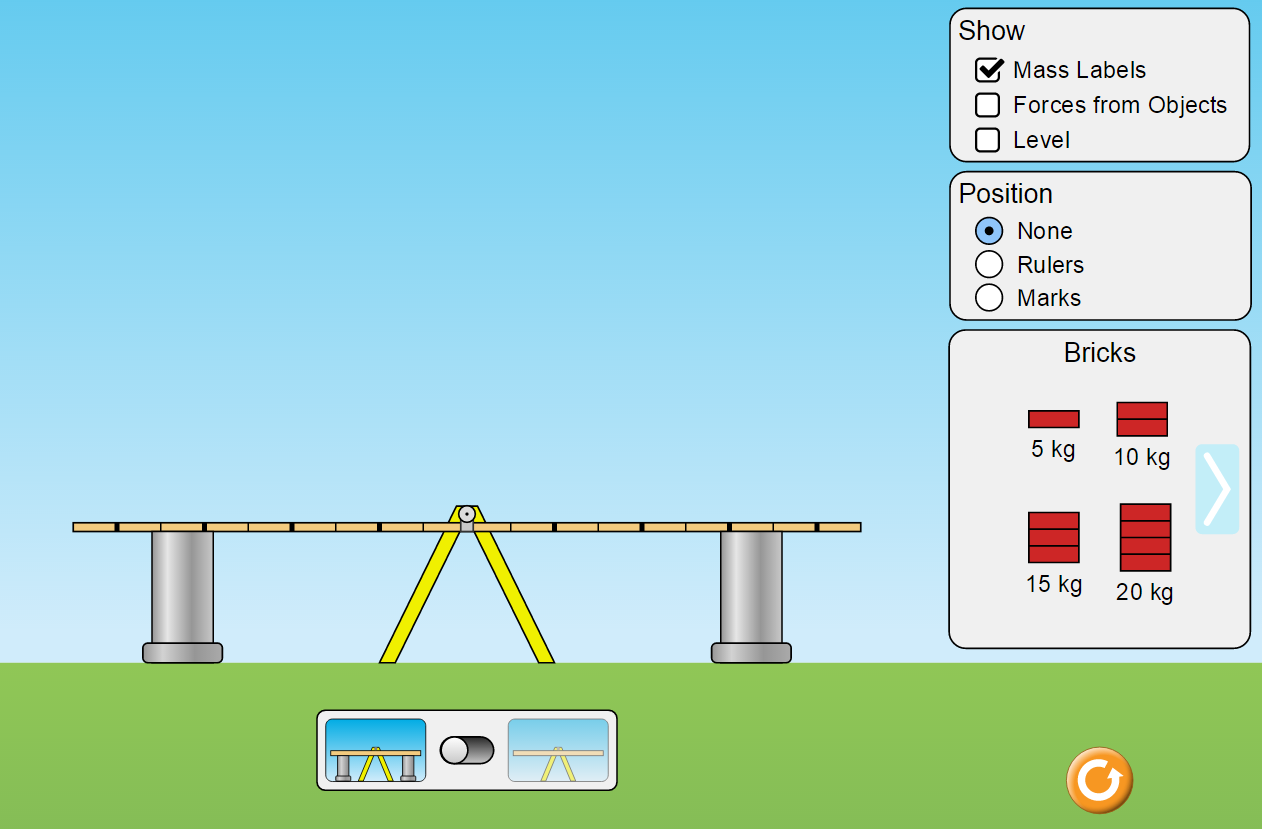 Show
Mass Labels
Forces from Objects
Level
Position
None
Rulers
Marks
Bricks
5 kg
10 kg
15 kg
20 kg